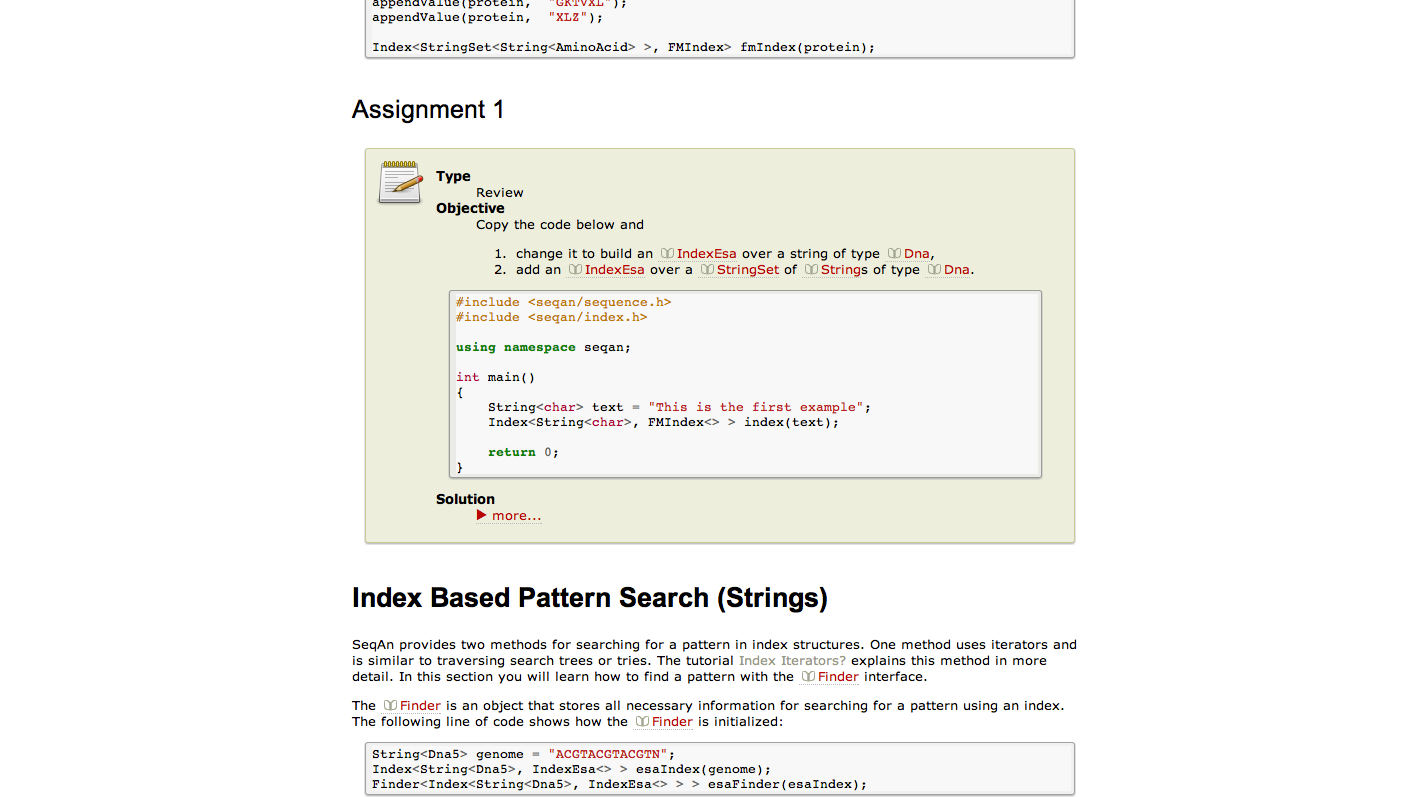 appendValue(protein, "GKTVXL");
appendValue(protein, "XLZ");
Index<StringSet<String<AminoAcid> >, FMIndex> fmIndex(protein);
Assignment 1
Type
Review
Objective
Copy the code below and
1. change it to build an IndexEsa over a string of type Dna,
2. add an IndexEsa over a StringSet of Strings of type Dna.
#include <seqan/sequence.h>
#include <seqan/index.h>
using namespace seqan;
int main()
{
String<char> text = "This is the first example";
Index<String<char>, FMIndex<> > index(text);
return 0;
}
Solution
more...
Index Based Pattern Search (Strings)
SeqAn provides two methods for searching for a pattern in index structures. One method uses iterators and
is similar to traversing search trees or tries. The tutorial Index Iterators? explains this method in more
detail. In this section you will learn how to find a pattern with the Finder interface.
The Finder is an object that stores all necessary information for searching for a pattern using an index.
The following line of code shows how the Finder is initialized:
String<Dna5> genome = "ACGTACGTACGTN";
Index<String<Dna5>, IndexEsa<> > esaIndex(genome);
Finder<Index<String<Dna5>, IndexEsa<> > > esaFinder(esaIndex);